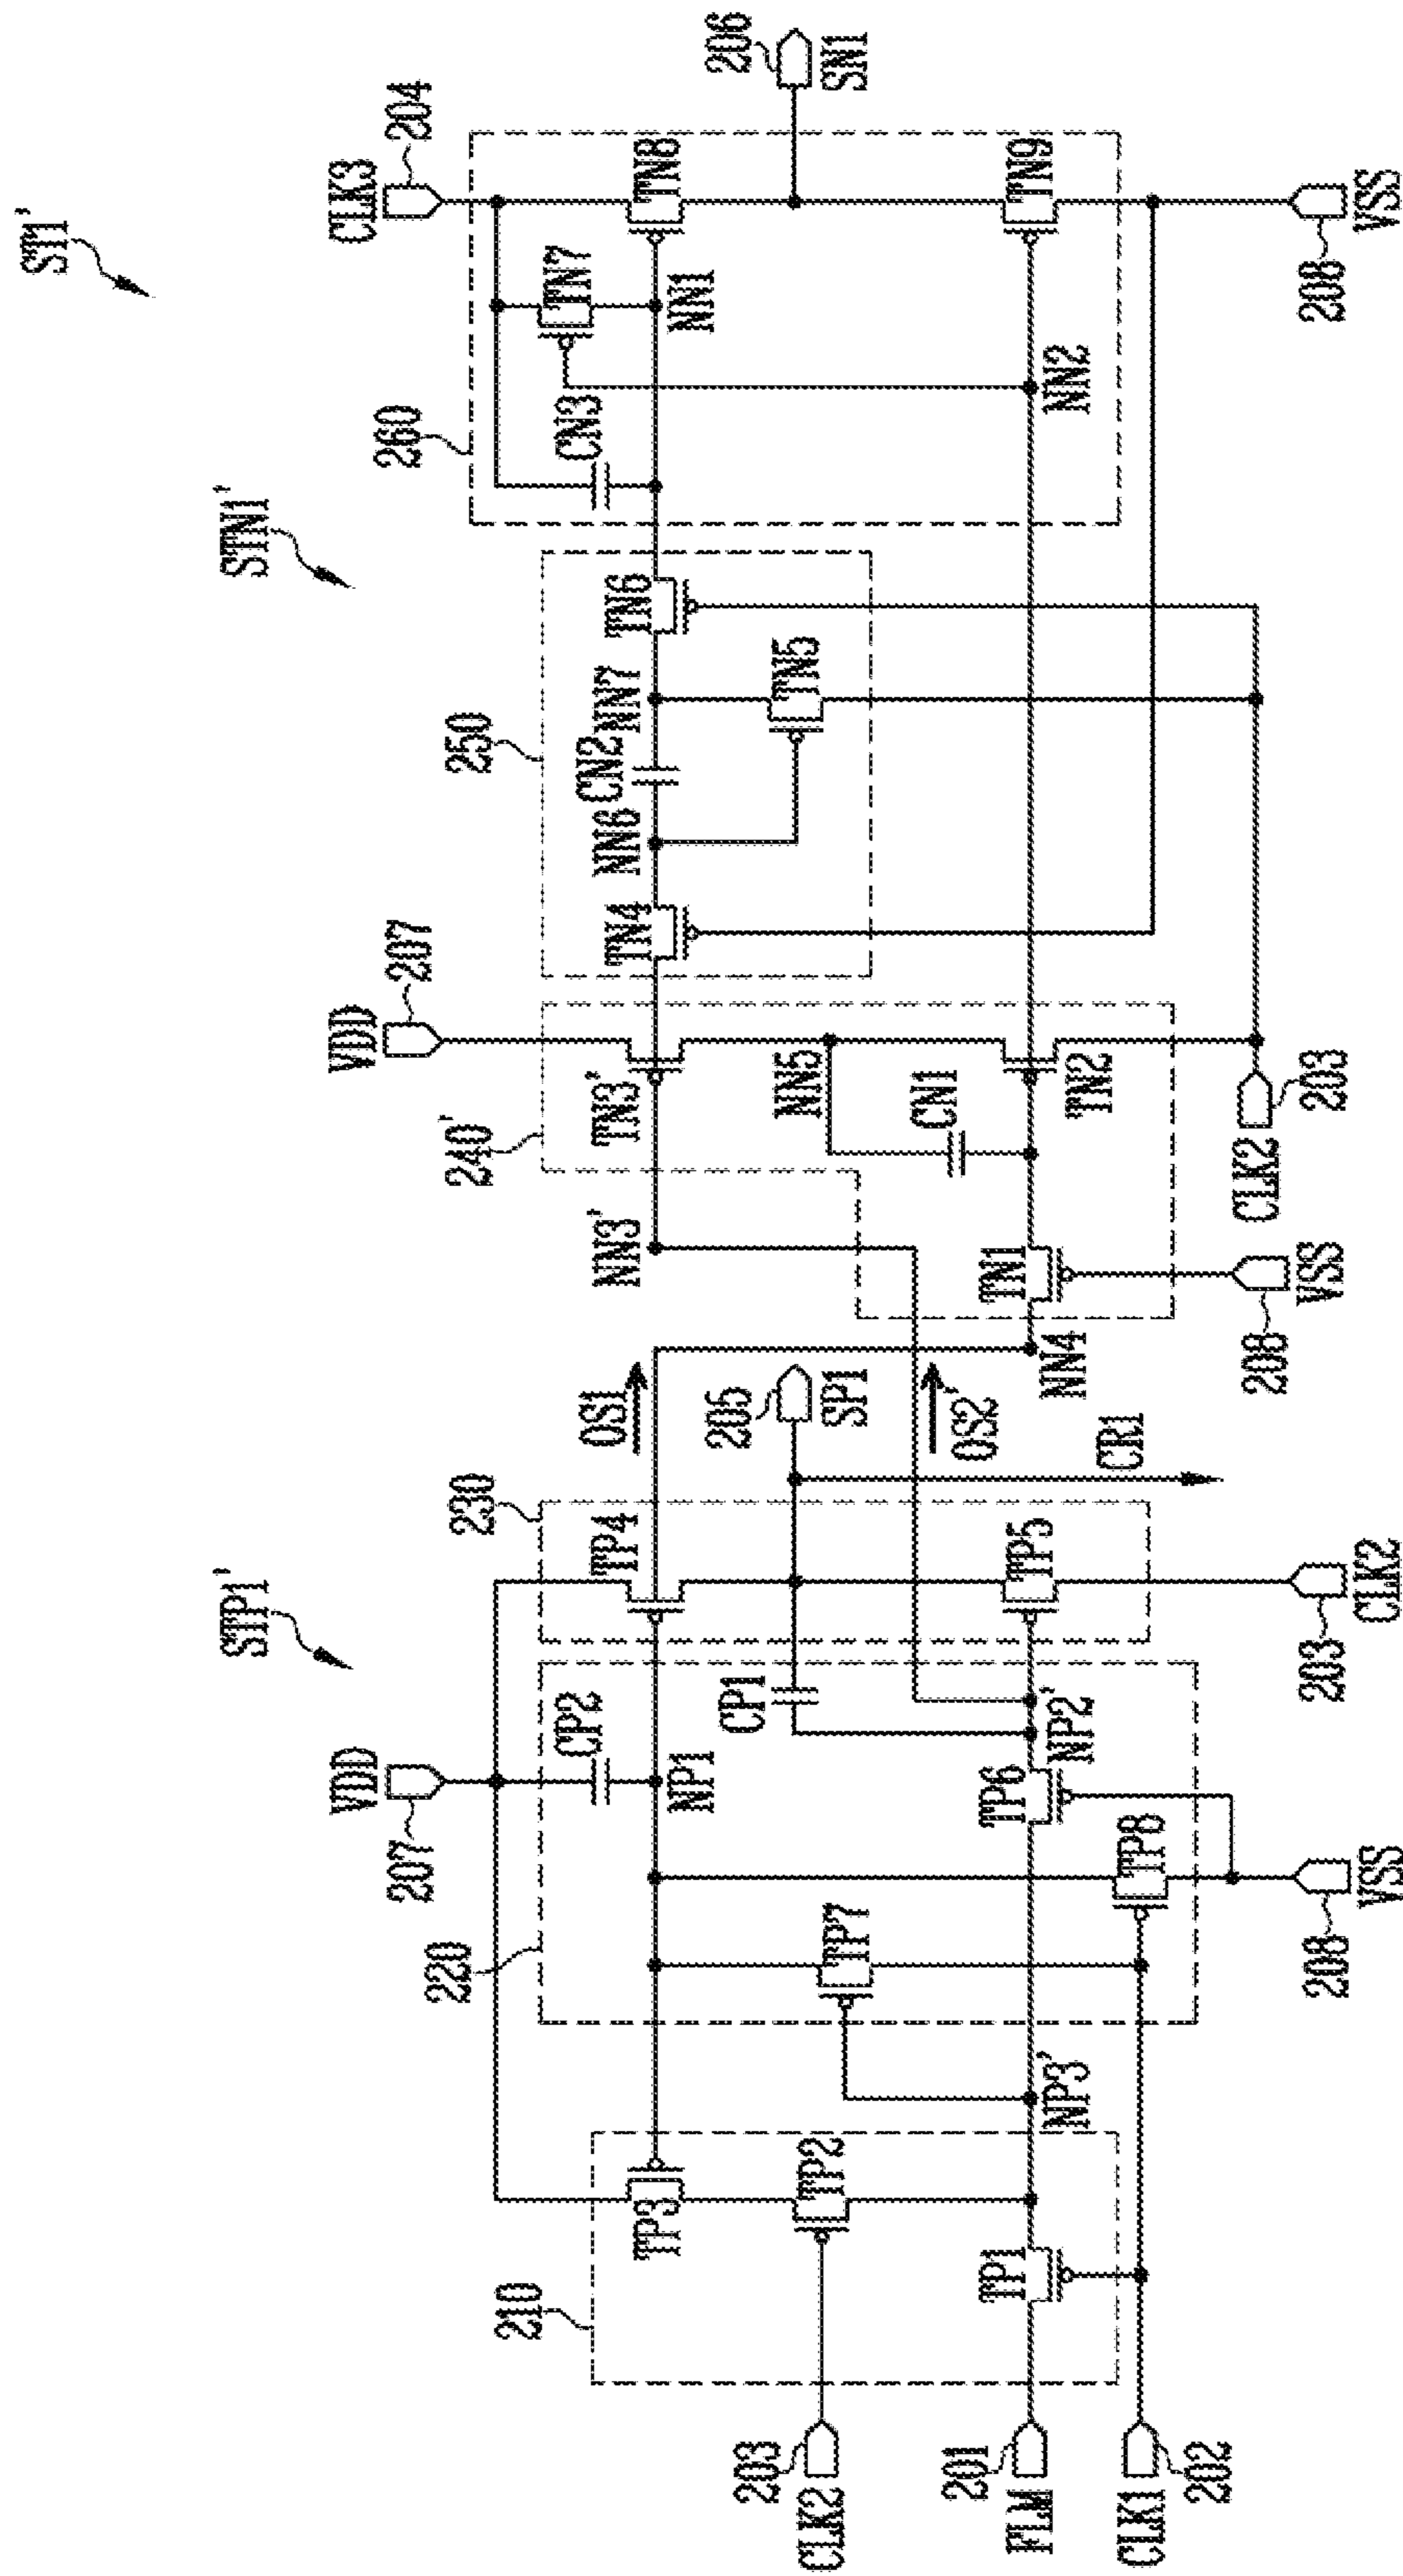 ST1'
STP1'
STN1'
VDD
207
VDD
207
CLK3
204
210
220
230
240'
250
260
TP3
TP2
TP1
CP2
NP1
TP7
TP8
TP6
CP1
NP2'
NP3'
TP4
TP5
OS1
205
SP1
OS2'
CR1
NN3'
NN4
TN3'
NN5
CN1
TN1
TN2
TN4
NN6
CN2
NN7
TN6
TN5
CN3
TN7
NN1
NN2
TN8
TN9
206
SN1
203
CLK2
201
FLM
202
CLK1
208
VSS
203
CLK2
208
VSS
203
CLK2
208
VSS